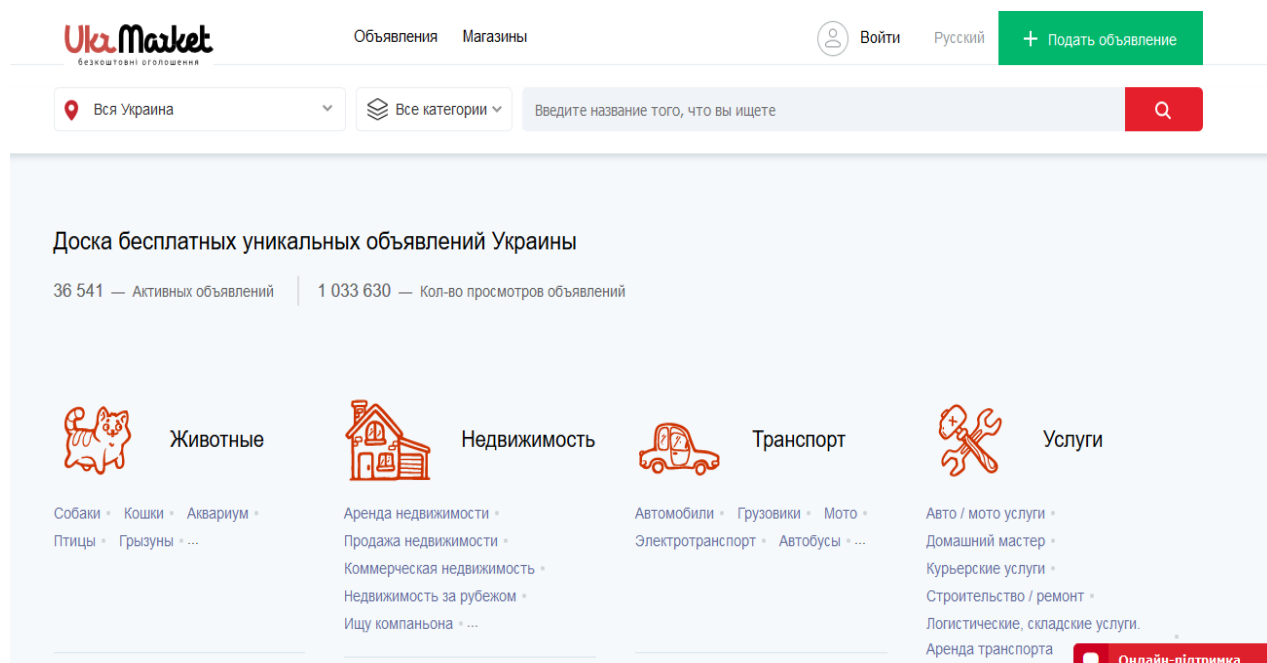 UkrMarket
безкоштовні оголошення
Объявления Магазины
Войти Русский + Подать объявление
Вся Украина Все категории Введите название того, что вы ищете
Доска бесплатных уникальных объявлений Украины
36 541 — Активных объявлений 1 033 630 — Кол-во просмотров объявлений
Животные
Собаки • Кошки • Аквариум •
Птицы • Грызуны • ...
Недвижимость
Аренда недвижимости •
Продажа недвижимости •
Коммерческая недвижимость •
Недвижимость за рубежом •
Ищу компаньона • ...
Транспорт
Автомобили • Грузовики • Мото •
Электротранспорт • Автобусы • ...
Услуги
Авто / мото услуги •
Домашний мастер •
Курьерские услуги •
Строительство / ремонт •
Логистические, складские услуги. •
Аренда транспорта
Онлайн-підтримка